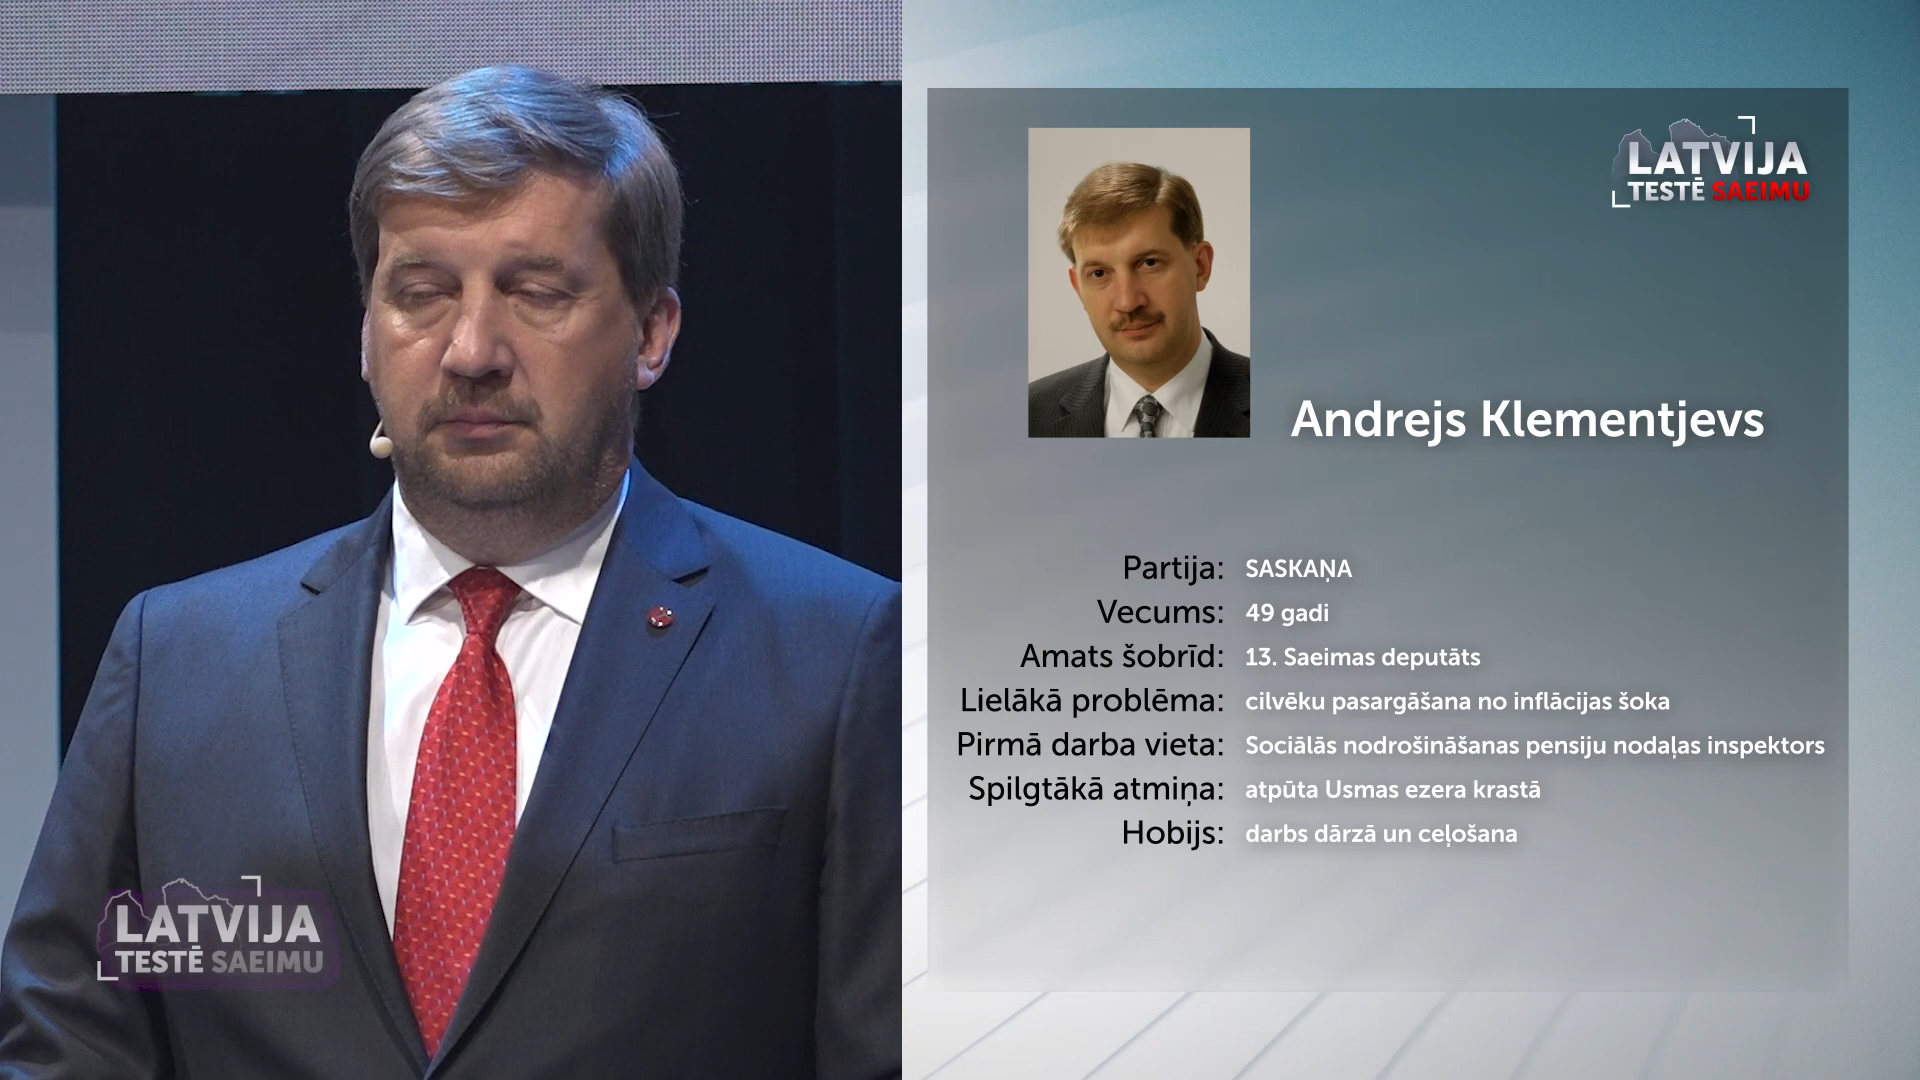 LATVIJA
TESTĒ SAEIMU
Andrejs Klementjevs
Partija: SASKAŅA
Vecums: 49 gadi
Amats šobrīd: 13. Saeimas deputāts
Lielākā problēma: cilvēku pasargāšana no inflācijas šoka
Pirmā darba vieta: Sociālās nodrošināšanas pensiju nodaļas inspektors
Spilgtākā atmiņa: atpūta Usmas ezera krastā
Hobijs: darbs dārzā un ceļošana
LATVIJA
TESTĒ SAEIMU